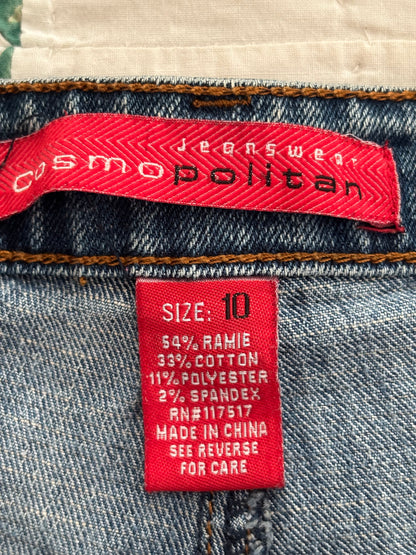 Jeanswear
cosmopolitan
SIZE: 10
54% RAMIE
33% COTTON
11% POLYESTER
2% SPANDEX
RN#117517
MADE IN CHINA
SEE REVERSE
FOR CARE